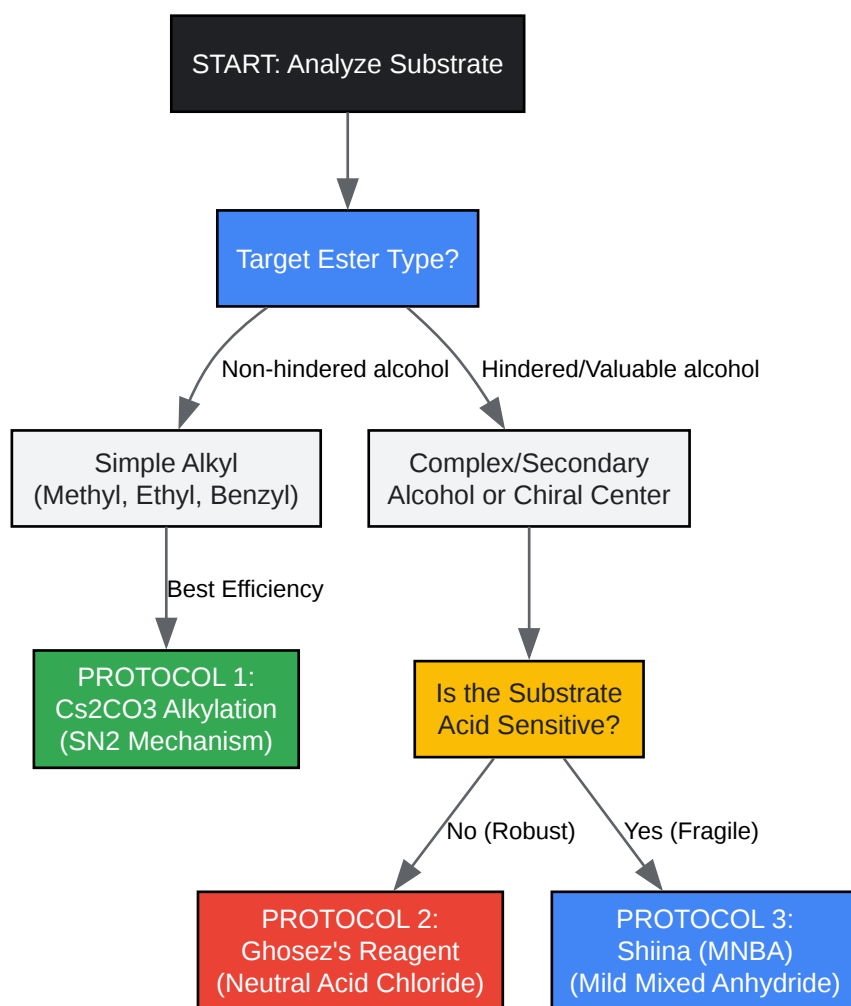 START: Analyze Substrate
Target Ester Type?
Non-hindered alcohol
Hindered/Valuable alcohol
Simple Alkyl
(Methyl, Ethyl, Benzyl)
Complex/Secondary
Alcohol or Chiral Center
Best Efficiency
PROTOCOL 1:
Cs2CO3 Alkylation
(SN2 Mechanism)
Is the Substrate
Acid Sensitive?
No (Robust)
Yes (Fragile)
PROTOCOL 2:
Ghosez's Reagent
(Neutral Acid Chloride)
PROTOCOL 3:
Shiina (MNBA)
(Mild Mixed Anhydride)